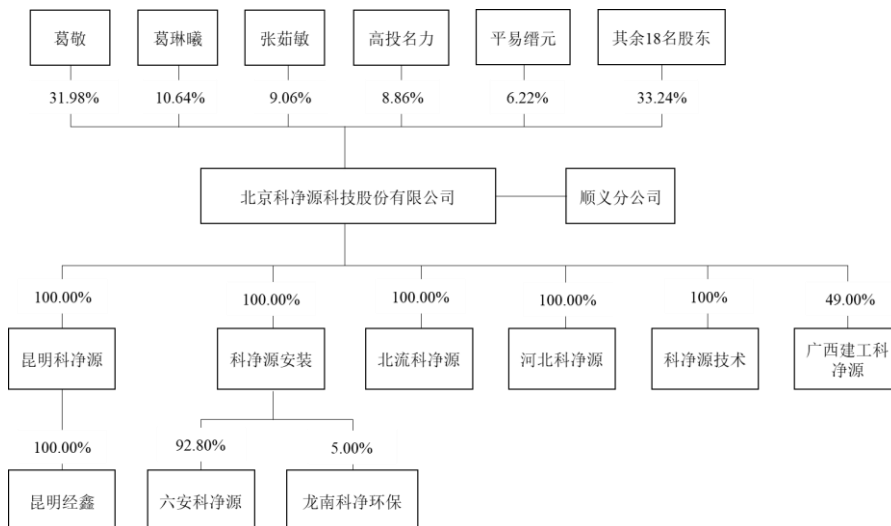 葛敬
葛琳曦
张茹敏
高投名力
平易缙元
其余18名股东
31.98%
10.64%
9.06%
8.86%
6.22%
33.24%
北京科净源科技股份有限公司
顺义分公司
100.00%
100.00%
100.00%
100.00%
100%
49.00%
昆明科净源
科净源安装
北流科净源
河北科净源
科净源技术
广西建工科
净源
100.00%
92.80%
5.00%
昆明经鑫
六安科净源
龙南科净环保